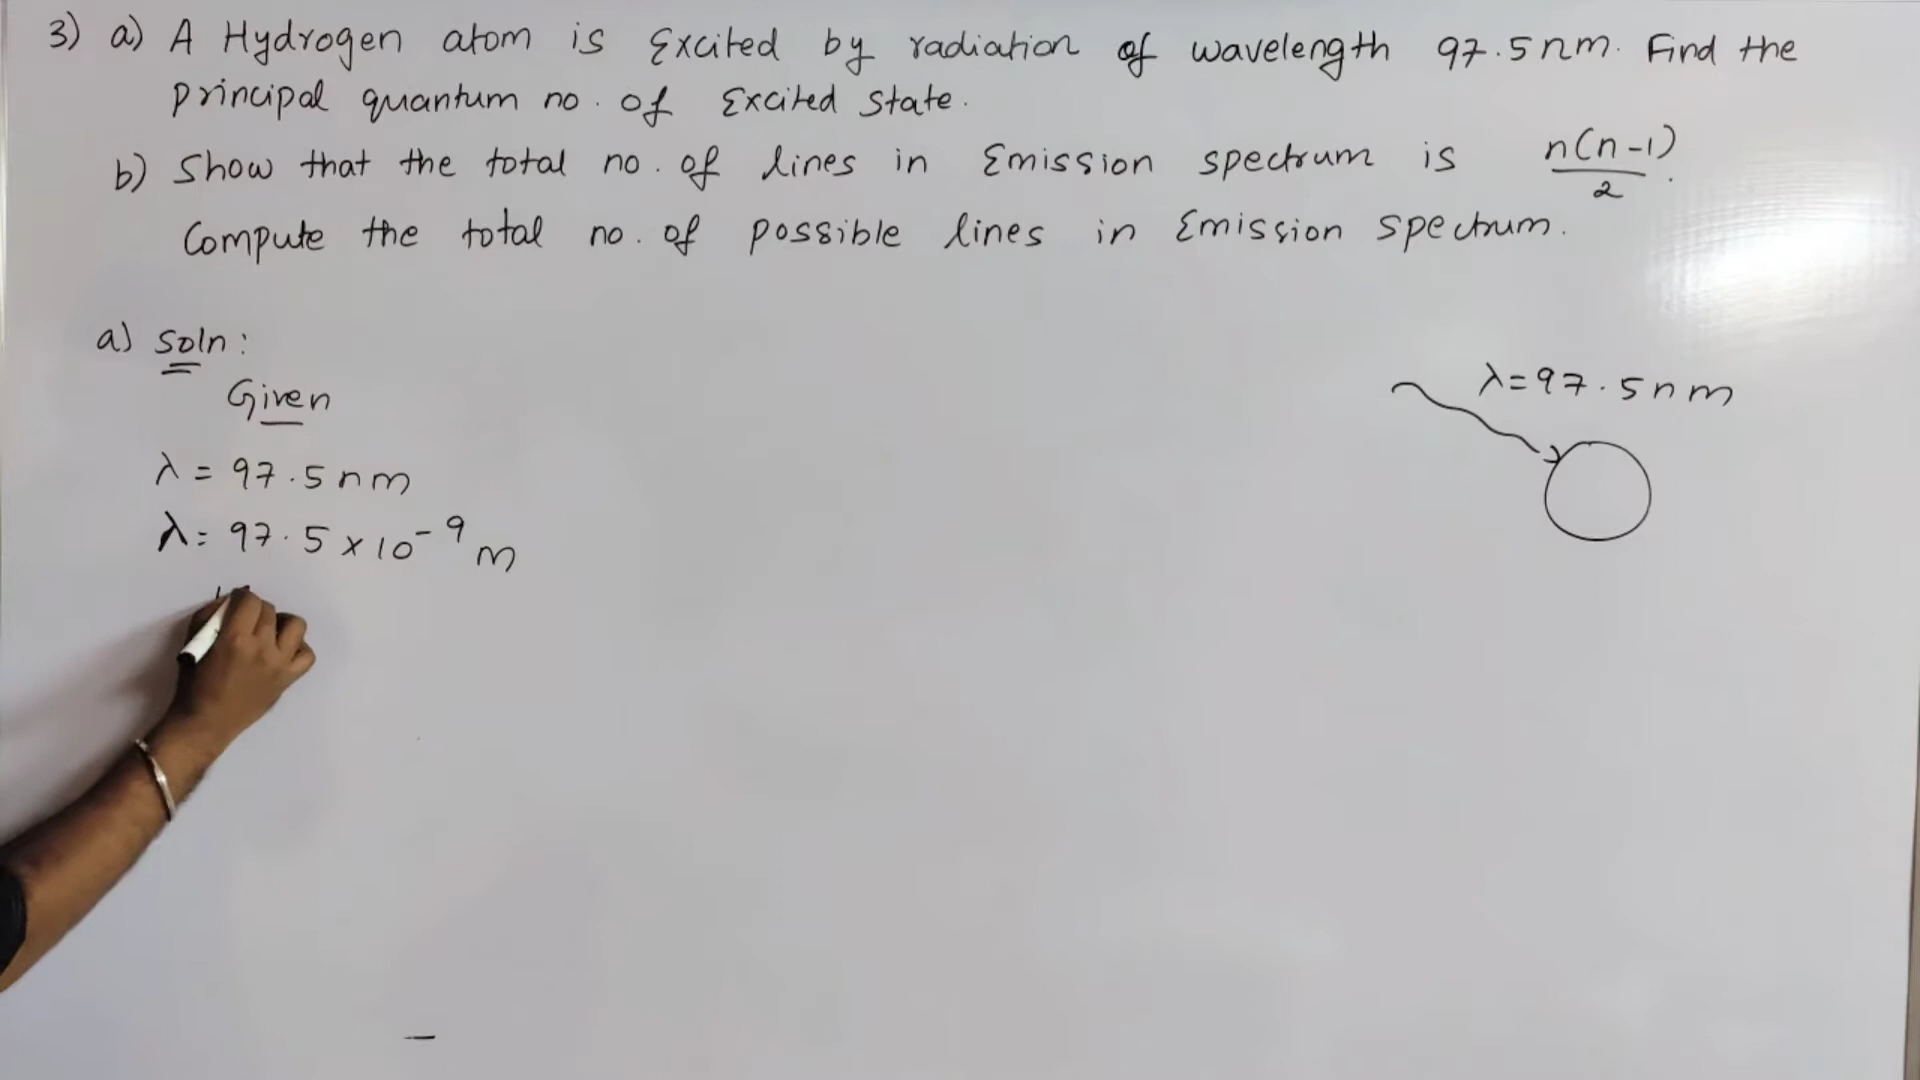 3) a) A Hydrogen atom is Excited by radiation of wavelength 97.5nm. Find the
principal quantum no. of Excited state.
b) Show that the total no. of lines in Emission spectrum is n(n-1)/2.
Compute the total no. of possible lines in Emission spectrum.
a) Soln:
Given
λ = 97.5nm
λ = 97.5 × 10⁻⁹ m
λ = 97.5nm